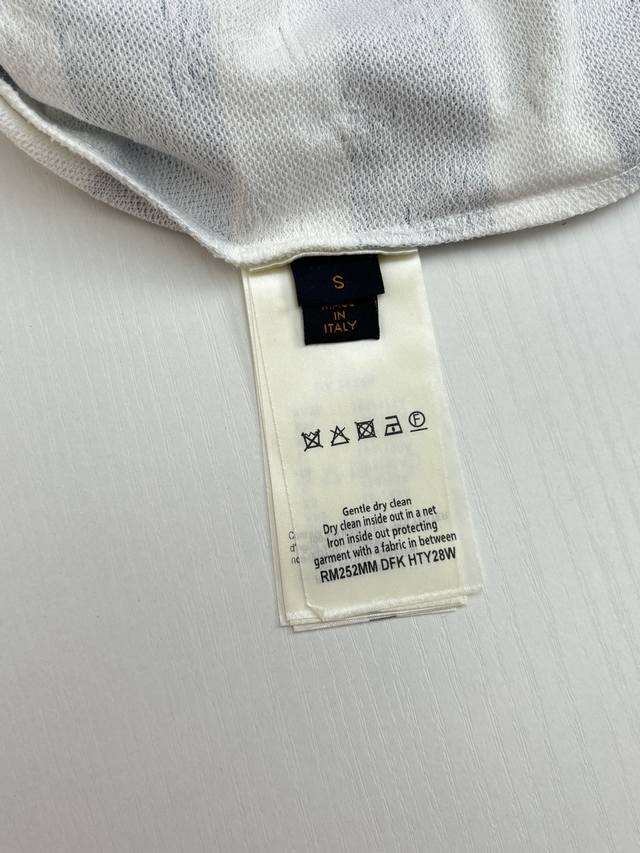 S
MADE
IN
ITALY
F
Gentle dry clean
Dry clean inside out in a net
Iron inside out protecting
garment with a fabric in between
RM252MM DFK HTY28W